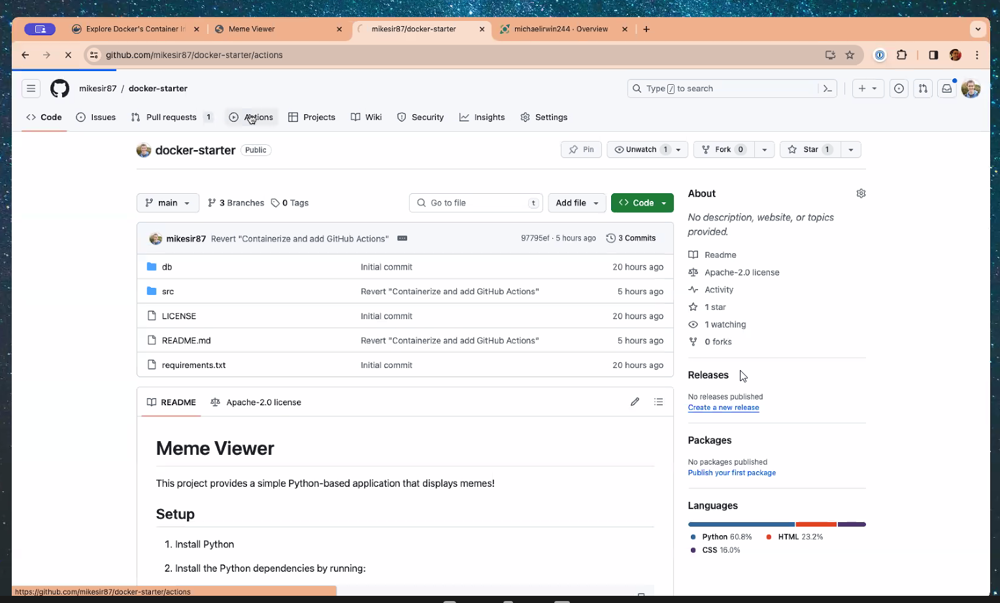 Explore Docker's Container In
Meme Viewer
mikesir87/docker-starter
michaelirwin244 · Overview
github.com/mikesir87/docker-starter/actions
mikesir87 / docker-starter
Type / to search
Code
Issues
Pull requests 1
Actions
Projects
Wiki
Security
Insights
Settings
docker-starter Public
Pin
Unwatch 1
Fork 0
Star 1
main
3 Branches
0 Tags
Go to file t
Add file
Code
About
No description, website, or topics
provided.
mikesir87 Revert "Containerize and add GitHub Actions"
97795ef · 5 hours ago
3 Commits
db Initial commit 20 hours ago
src Revert "Containerize and add GitHub Actions" 5 hours ago
LICENSE Initial commit 20 hours ago
README.md Revert "Containerize and add GitHub Actions" 5 hours ago
requirements.txt Initial commit 20 hours ago
Readme
Apache-2.0 license
Activity
1 star
1 watching
0 forks
Releases
No releases published
Create a new release
Packages
No packages published
Publish your first package
Languages
Python 60.8%
HTML 23.2%
CSS 16.0%
README
Apache-2.0 license
Meme Viewer
This project provides a simple Python-based application that displays memes!
Setup
1. Install Python
2. Install the Python dependencies by running:
https://github.com/mikesir87/docker-starter/actions